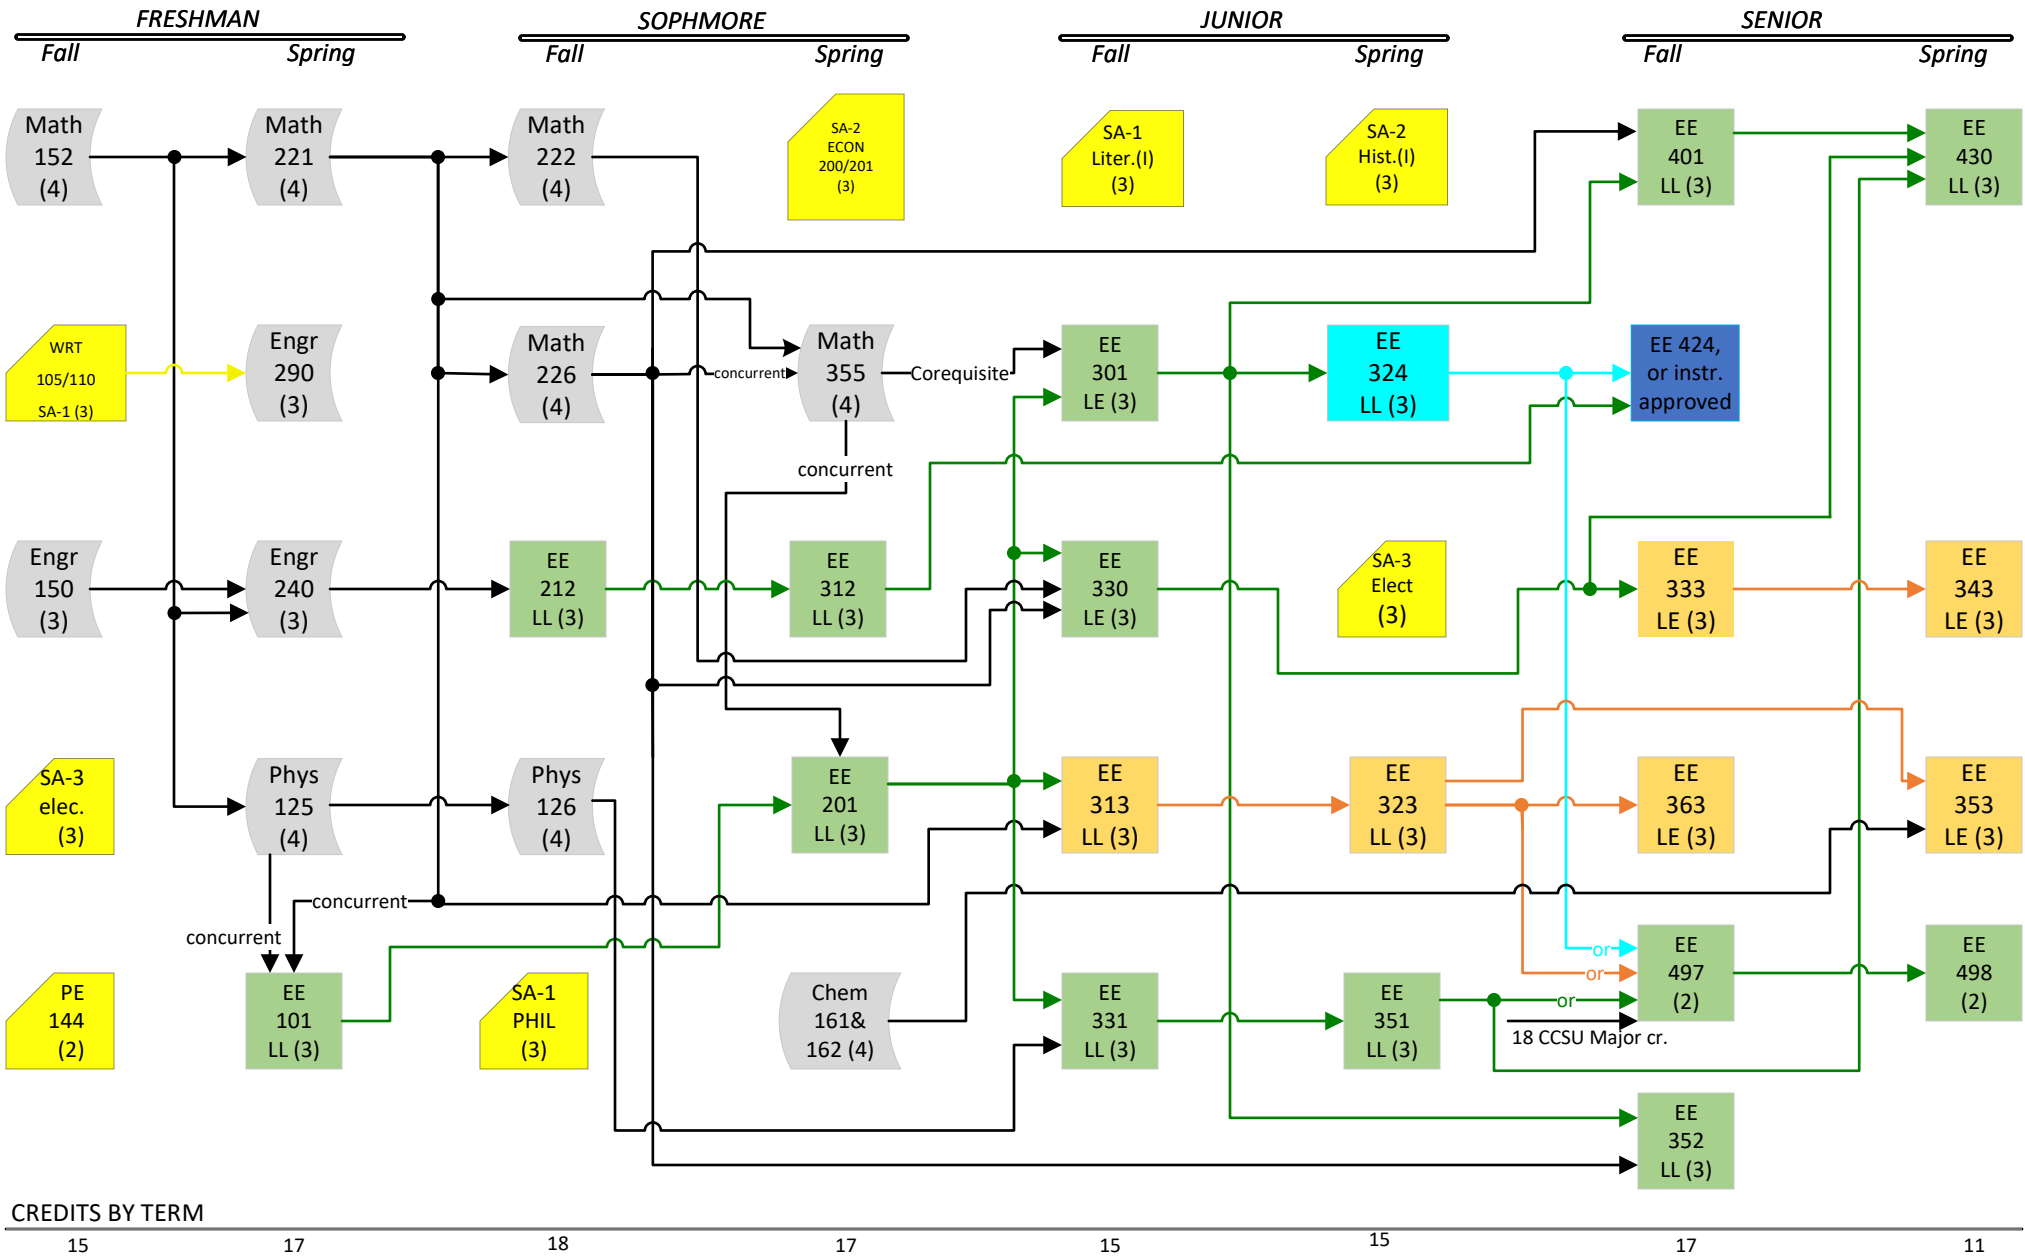 FRESHMAN
SOPHMORE
JUNIOR
SENIOR
Fall
Spring
Fall
Spring
Fall
Spring
Fall
Spring
Math
152
(4)
Math
221
(4)
Math
222
(4)
SA-2
ECON
200/201
(3)
SA-1
Liter.(I)
(3)
SA-2
Hist.(I)
(3)
EE
401
LL (3)
EE
430
LL (3)
WRT
105/110
SA-1 (3)
Engr
290
(3)
Math
226
(4)
concurrent
Math
355
(4)
Corequisite
EE
301
LE (3)
EE
324
LL (3)
EE 424,
or instr.
approved
concurrent
Engr
150
(3)
Engr
240
(3)
EE
212
LL (3)
EE
312
LL (3)
EE
330
LE (3)
SA-3
Elect
(3)
EE
333
LE (3)
EE
343
LE (3)
SA-3
elec.
(3)
Phys
125
(4)
Phys
126
(4)
EE
201
LL (3)
EE
313
LL (3)
EE
323
LL (3)
EE
363
LE (3)
EE
353
LE (3)
concurrent
concurrent
PE
144
(2)
EE
101
LL (3)
SA-1
PHIL
(3)
Chem
161&
162 (4)
EE
331
LL (3)
EE
351
LL (3)
or
or
or
18 CCSU Major cr.
EE
497
(2)
EE
498
(2)
EE
352
LL (3)
CREDITS BY TERM
15
17
18
17
15
15
17
11